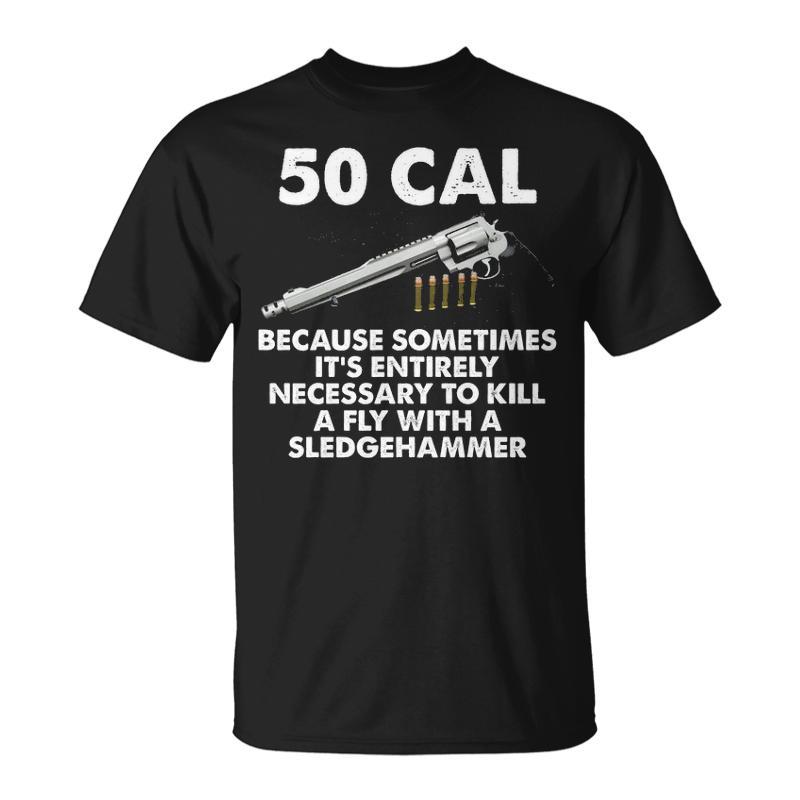 50 CAL
BECAUSE SOMETIMES
IT'S ENTIRELY
NECESSARY TO KILL
A FLY WITH A
SLEDGEHAMMER